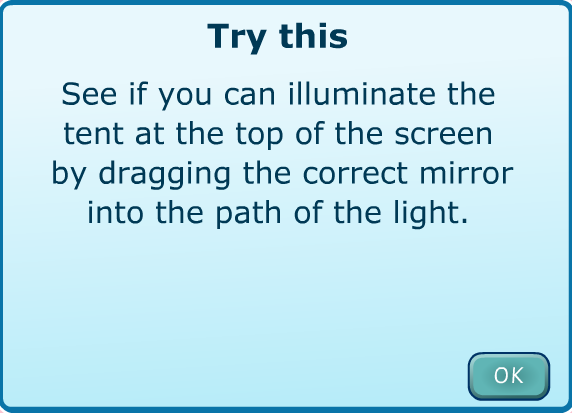 Try this
See if you can illuminate the
tent at the top of the screen
by dragging the correct mirror
into the path of the light.
OK